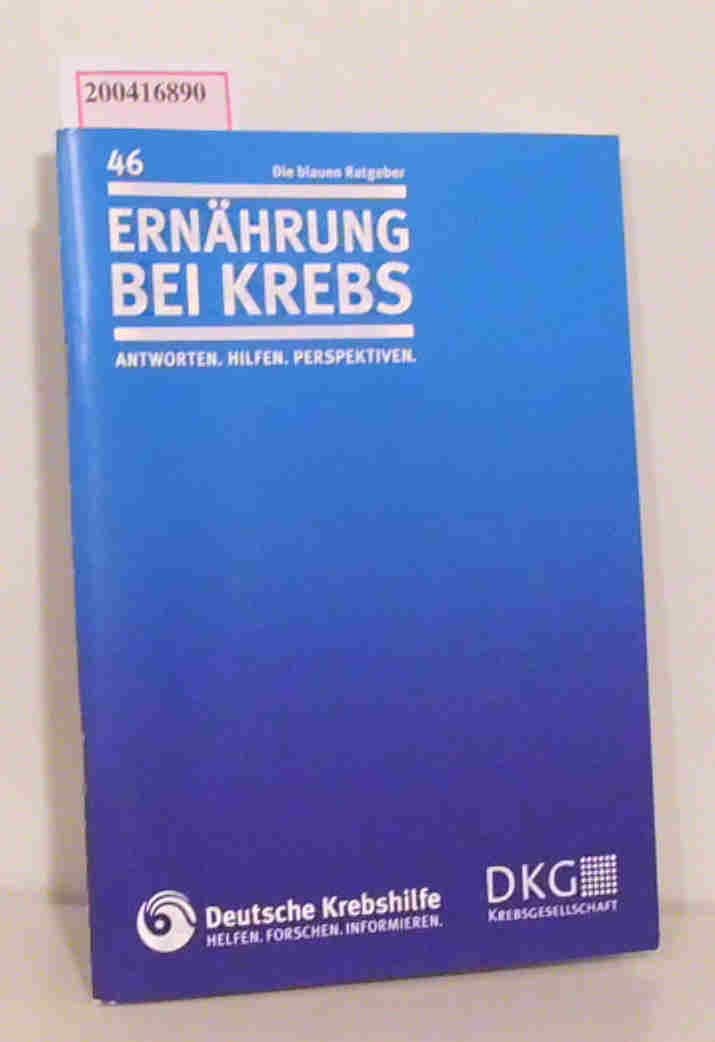 200416890
46 Die blauen Ratgeber
ERNÄHRUNG
BEI KREBS
ANTWORTEN. HILFEN. PERSPEKTIVEN.
Deutsche Krebshilfe
HELFEN. FORSCHEN. INFORMIEREN.
DKG
KREBSGESELLSCHAFT